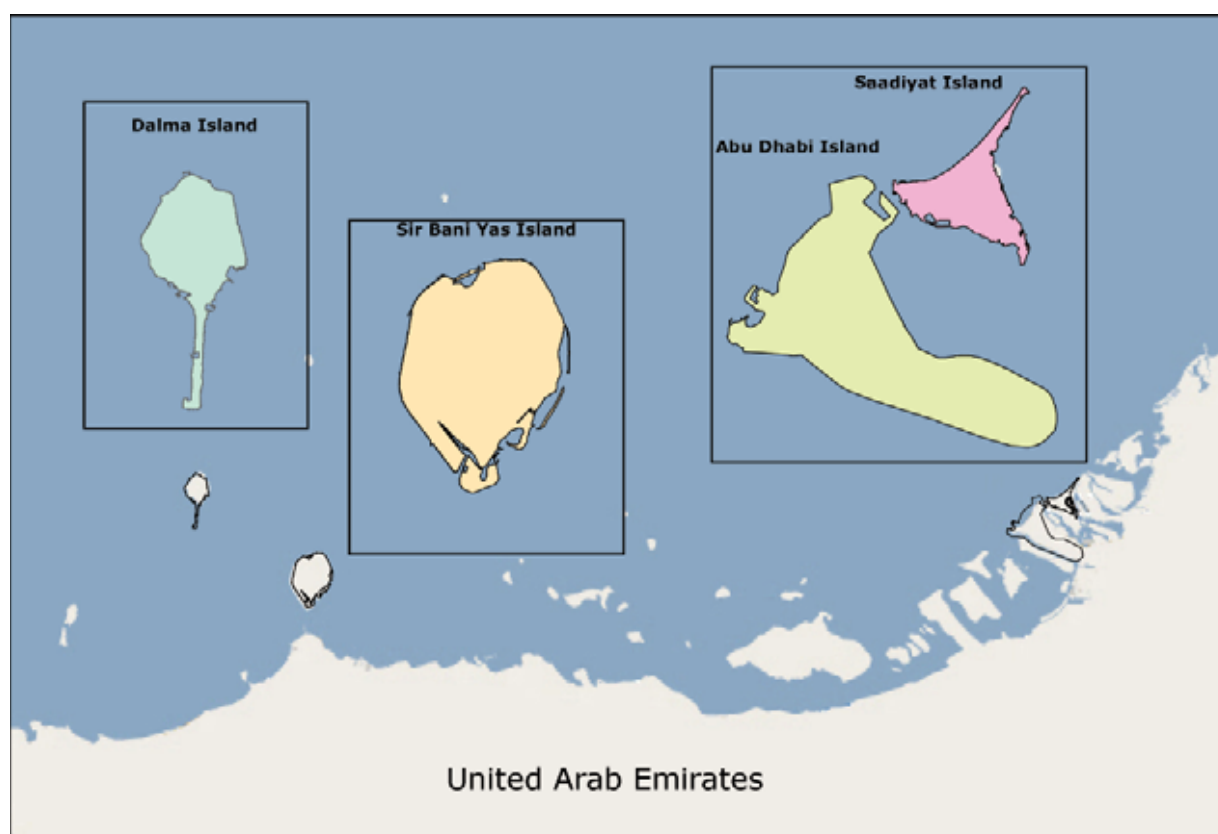 Saadiyat Island
Dalma Island
Abu Dhabi Island
Sir Bani Yas Island
United Arab Emirates